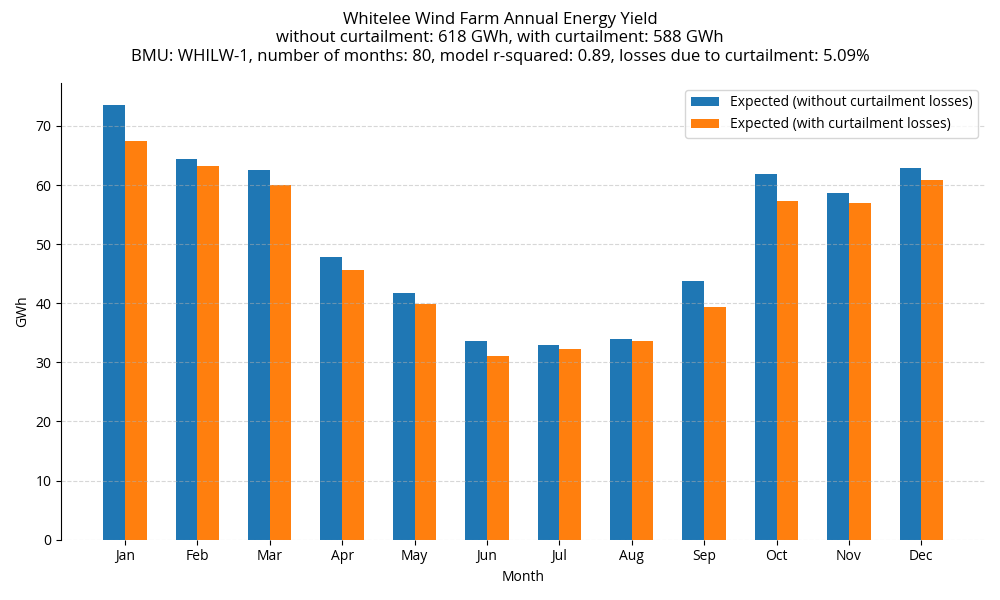 Whitelee Wind Farm Annual Energy Yield
without curtailment: 618 GWh, with curtailment: 588 GWh
BMU: WHILW-1, number of months: 80, model r-squared: 0.89, losses due to curtailment: 5.09%
Expected (without curtailment losses)
Expected (with curtailment losses)
70
60
50
40
30
20
10
0
GWh
Jan Feb Mar Apr May Jun Jul Aug Sep Oct Nov Dec
Month